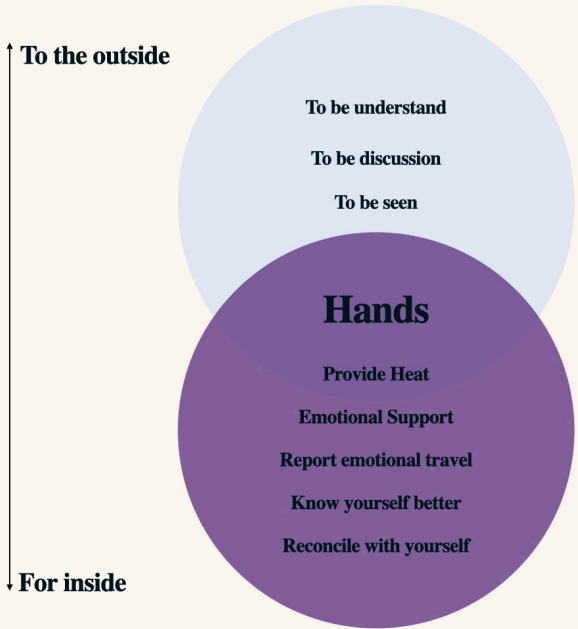 To the outside
To be understand
To be discussion
To be seen
Hands
Provide Heat
Emotional Support
Report emotional travel
Know yourself better
Reconcile with yourself
For inside